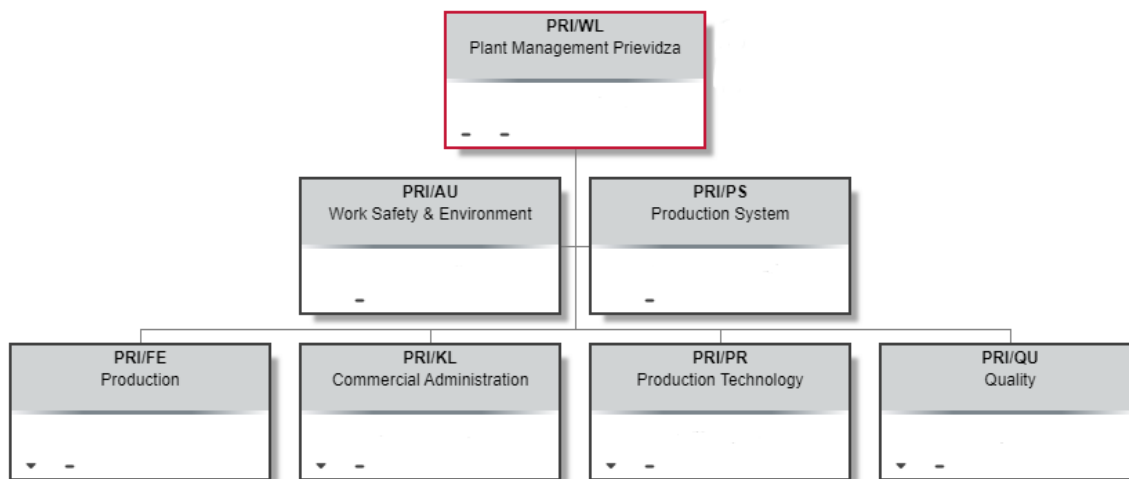 PRI/WL
Plant Management Prievidza
PRI/AU
Work Safety & Environment
PRI/PS
Production System
PRI/FE
Production
PRI/KL
Commercial Administration
PRI/PR
Production Technology
PRI/QU
Quality